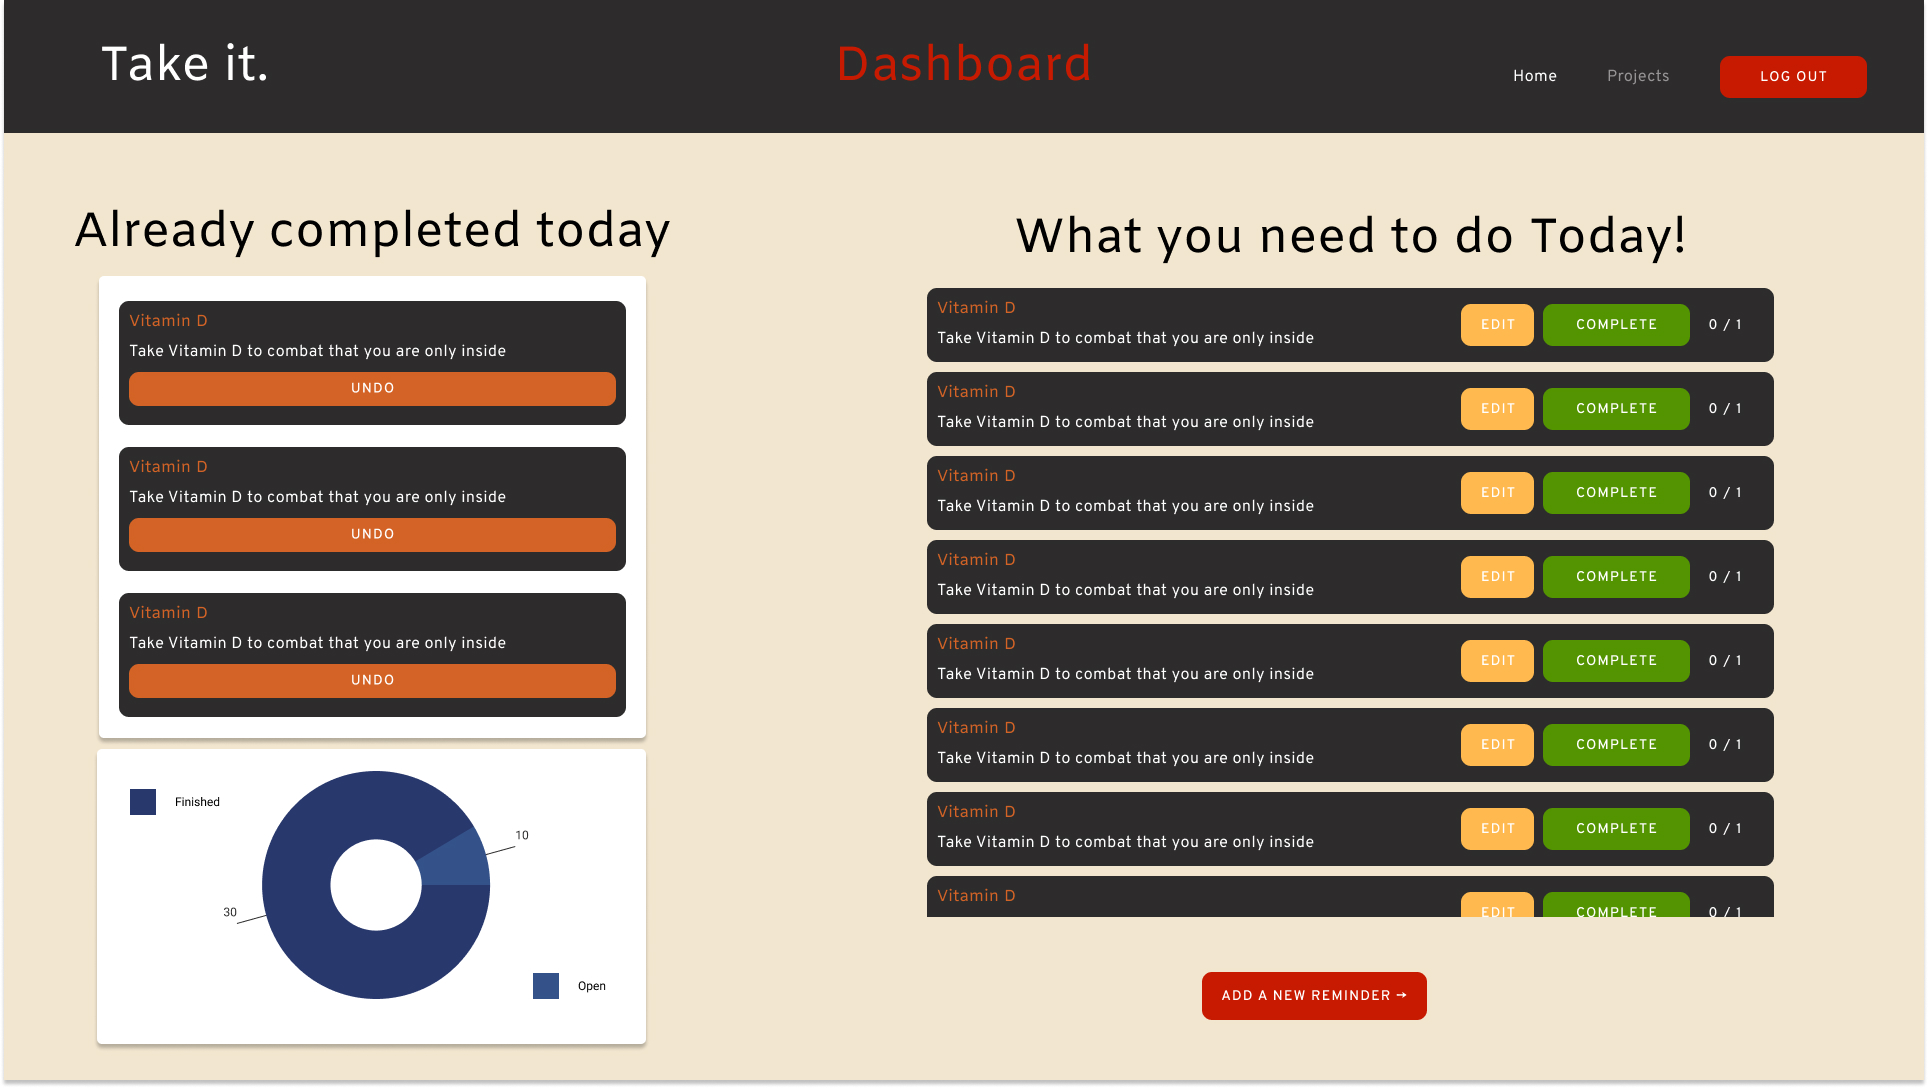 Take it.
Dashboard
Home
Projects
LOG OUT
Already completed today
Vitamin D
Take Vitamin D to combat that you are only inside
UNDO
Vitamin D
Take Vitamin D to combat that you are only inside
UNDO
Vitamin D
Take Vitamin D to combat that you are only inside
UNDO
Finished
10
30
Open
What you need to do Today!
Vitamin D
Take Vitamin D to combat that you are only inside
EDIT
COMPLETE
0 / 1
Vitamin D
Take Vitamin D to combat that you are only inside
EDIT
COMPLETE
0 / 1
Vitamin D
Take Vitamin D to combat that you are only inside
EDIT
COMPLETE
0 / 1
Vitamin D
Take Vitamin D to combat that you are only inside
EDIT
COMPLETE
0 / 1
Vitamin D
Take Vitamin D to combat that you are only inside
EDIT
COMPLETE
0 / 1
Vitamin D
Take Vitamin D to combat that you are only inside
EDIT
COMPLETE
0 / 1
Vitamin D
Take Vitamin D to combat that you are only inside
EDIT
COMPLETE
0 / 1
Vitamin D
EDIT
COMPLETE
0 / 1
ADD A NEW REMINDER →